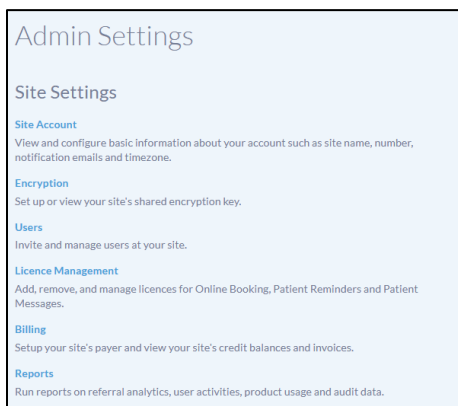 Admin Settings
Site Settings
Site Account
View and configure basic information about your account such as site name, number,
notification emails and timezone.
Encryption
Set up or view your site's shared encryption key.
Users
Invite and manage users at your site.
Licence Management
Add, remove, and manage licences for Online Booking, Patient Reminders and Patient
Messages.
Billing
Setup your site's payer and view your site's credit balances and invoices.
Reports
Run reports on referral analytics, user activities, product usage and audit data.